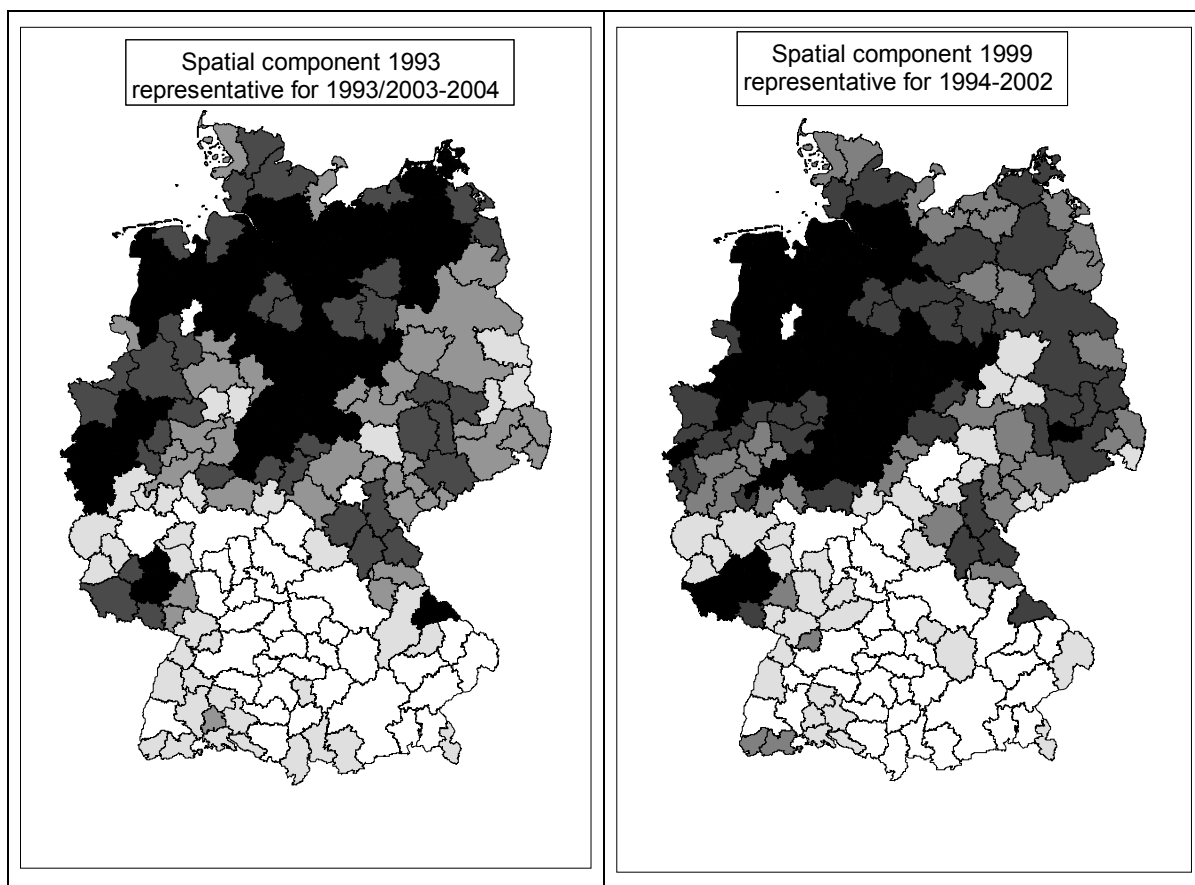 Spatial component 1993
representative for 1993/2003-2004
Spatial component 1999
representative for 1994-2002